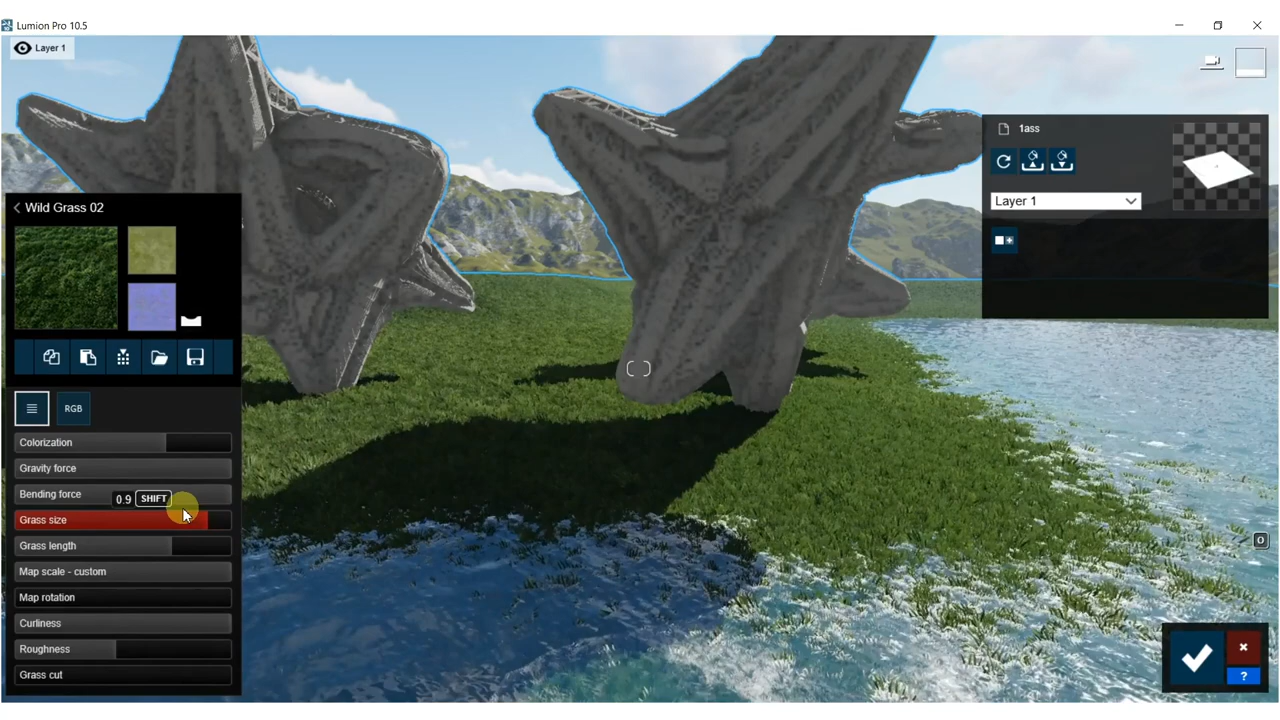 Lumion Pro 10.5
Layer 1
1ass
Layer 1
Wild Grass 02
RGB
Colorization
Gravity force
Bending force
0.9 SHIFT
Grass size
Grass length
Map scale - custom
Map rotation
Curliness
Roughness
Grass cut
O
?